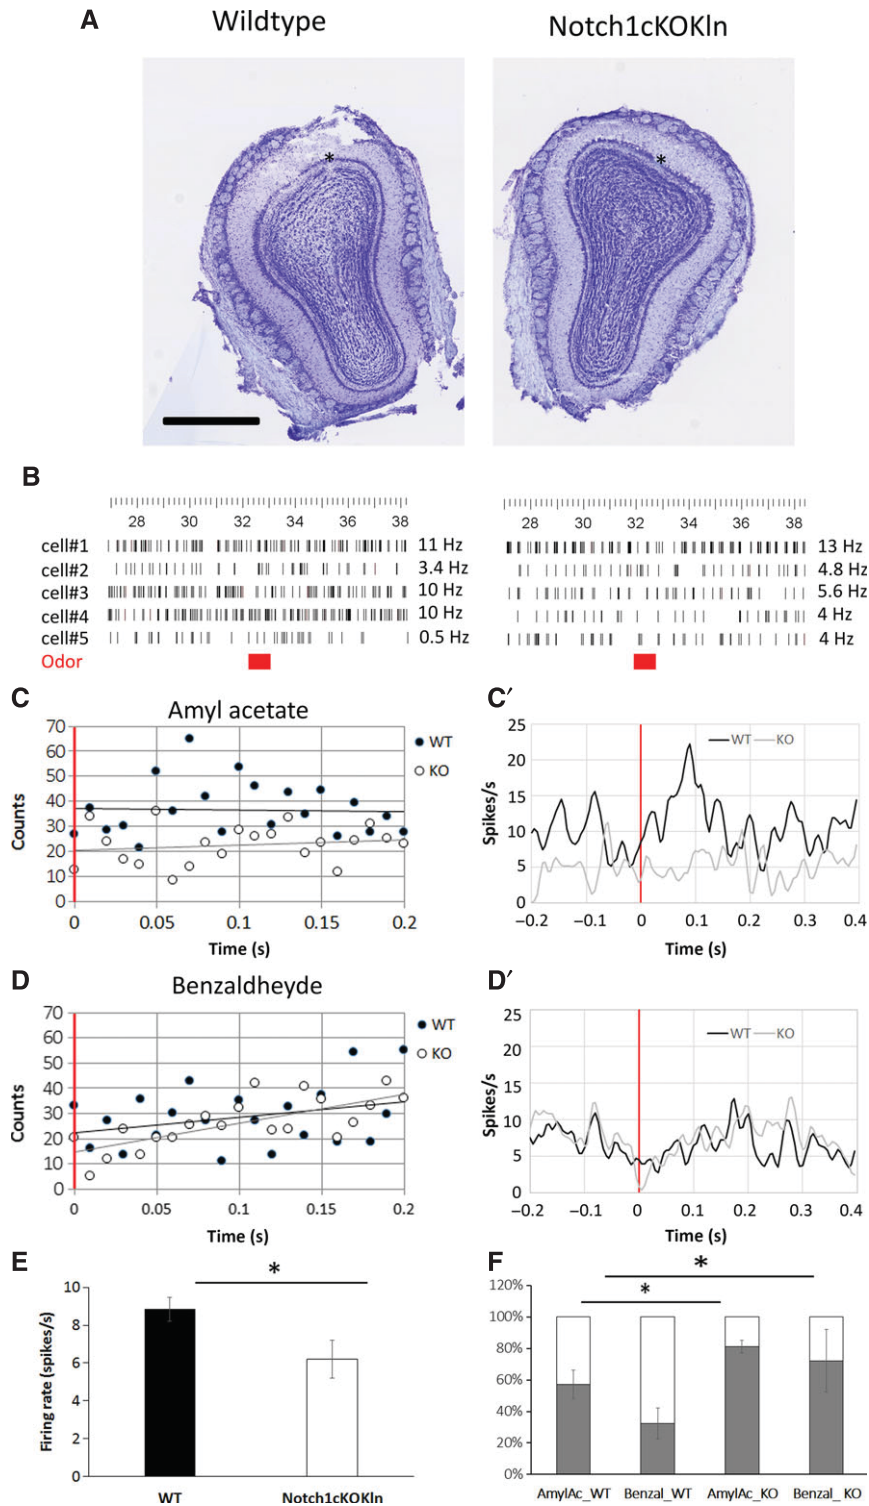 A
Wildtype
Notch1cKOKln
*
*
B
28 30 32 34 36 38
28 30 32 34 36 38
cell#1 11 Hz 13 Hz
cell#2 3.4 Hz 4.8 Hz
cell#3 10 Hz 5.6 Hz
cell#4 10 Hz 4 Hz
cell#5 0.5 Hz 4 Hz
Odor
C
Amyl acetate
70
60
50
40
30
20
10
0
Counts
WT
KO
0 0.05 0.1 0.15 0.2
Time (s)
C′
25
20
15
10
5
0
Spikes/s
WT KO
−0.2 −0.1 0 0.1 0.2 0.3 0.4
Time (s)
D
Benzaldheyde
70
60
50
40
30
20
10
0
Counts
WT
KO
0 0.05 0.1 0.15 0.2
Time (s)
D′
25
20
15
10
5
0
Spikes/s
WT KO
−0.2 −0.1 0 0.1 0.2 0.3 0.4
Time (s)
E
10
8
6
4
2
0
Firing rate (spikes/s)
*
WT Notch1cKOKln
F
120%
100%
80%
60%
40%
20%
0%
*
*
AmylAc_WT Benzal_WT AmylAc_KO Benzal_ KO